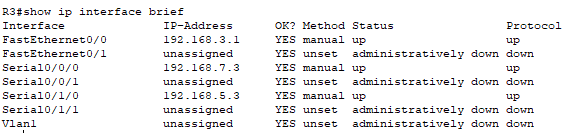 R3#show ip interface brief
Interface IP-Address OK? Method Status Protocol
FastEthernet0/0 192.168.3.1 YES manual up up
FastEthernet0/1 unassigned YES unset administratively down down
Serial0/0/0 192.168.7.3 YES manual up up
Serial0/0/1 unassigned YES unset administratively down down
Serial0/1/0 192.168.5.3 YES manual up up
Serial0/1/1 unassigned YES unset administratively down down
Vlan1 unassigned YES unset administratively down down